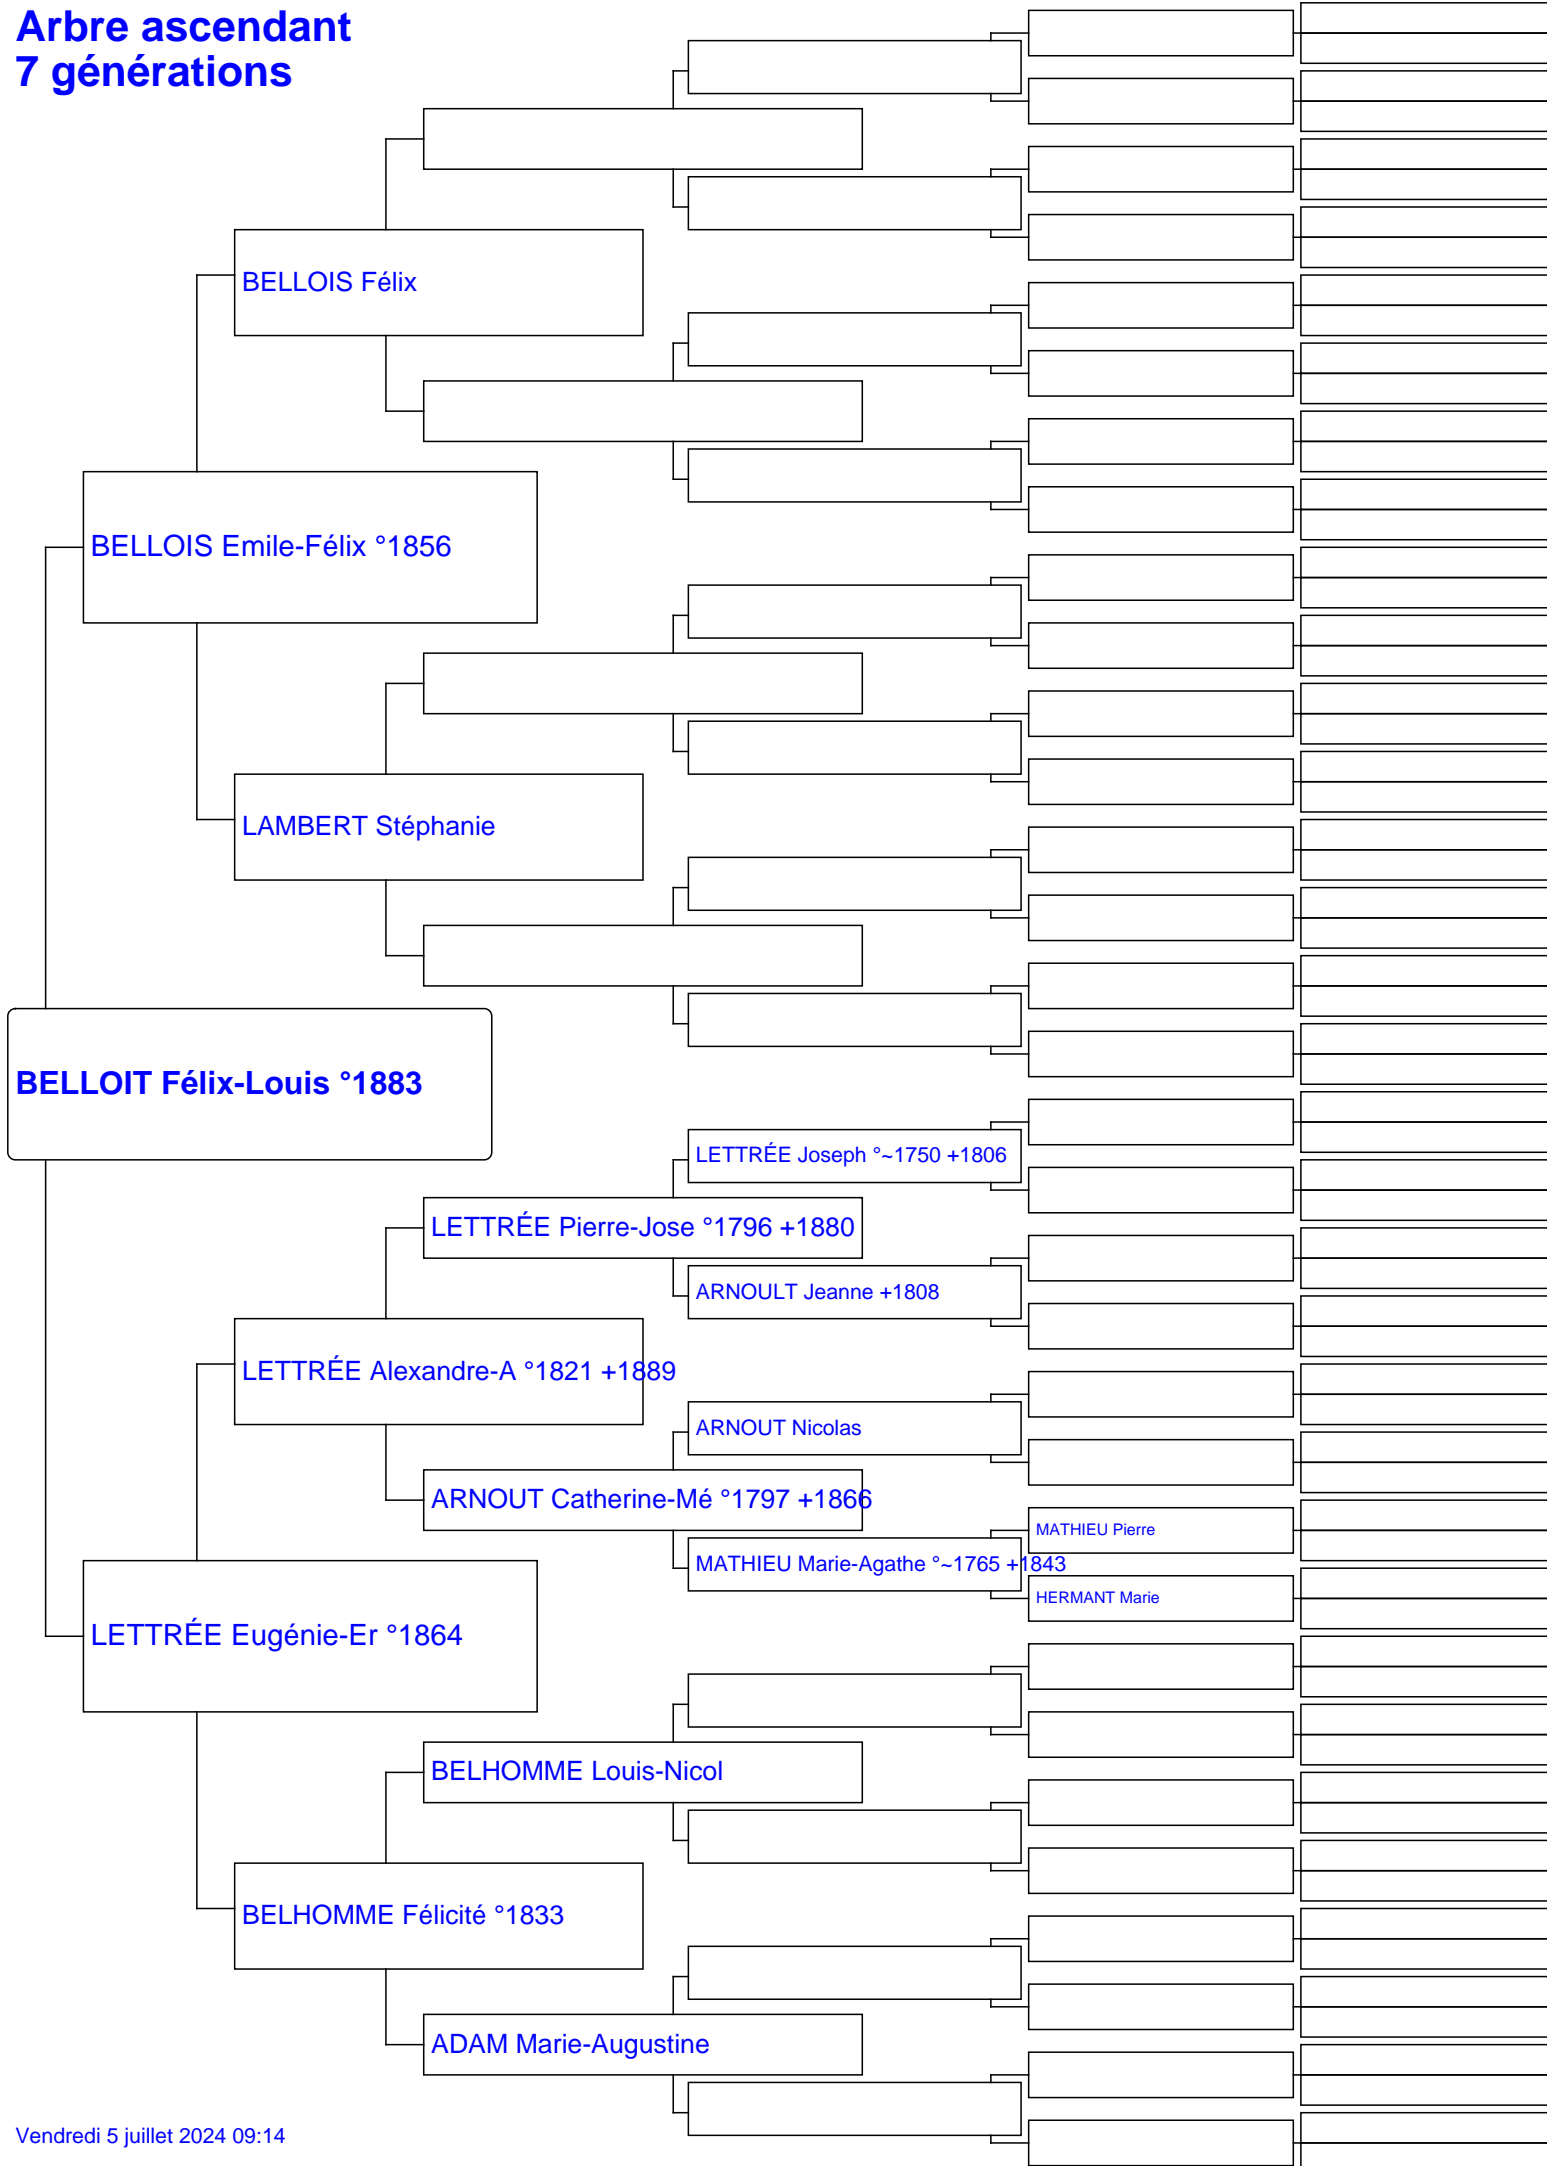 Arbre ascendant
7 générations
BELLOIS Félix
BELLOIS Emile-Félix °1856
LAMBERT Stéphanie
BELLOIT Félix-Louis °1883
LETTRÉE Joseph °~1750 +1806
LETTRÉE Pierre-Jose °1796 +1880
ARNOULT Jeanne +1808
LETTRÉE Alexandre-A °1821 +1889
ARNOUT Nicolas
ARNOUT Catherine-Mé °1797 +1866
MATHIEU Pierre
MATHIEU Marie-Agathe °~1765 +1843
HERMANT Marie
LETTRÉE Eugénie-Er °1864
BELHOMME Louis-Nicol
BELHOMME Félicité °1833
ADAM Marie-Augustine
Vendredi 5 juillet 2024 09:14